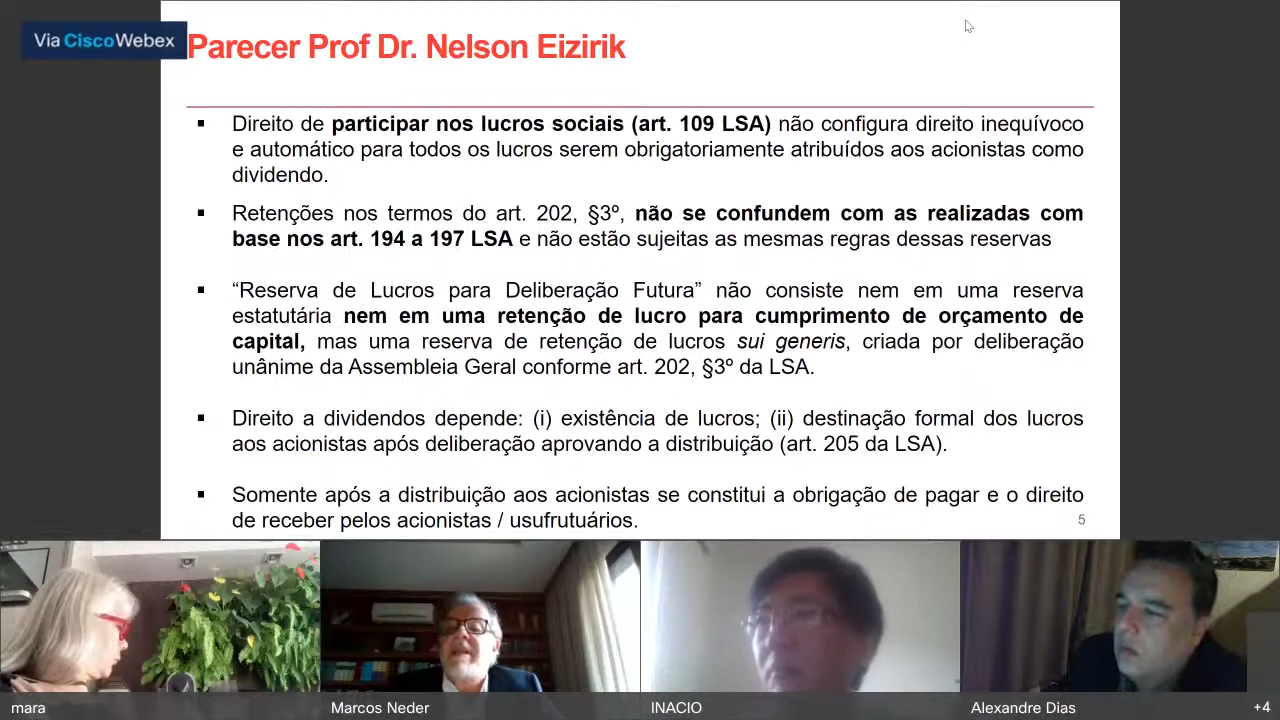 Via Cisco Webex
Parecer Prof Dr. Nelson Eizirik
▪ Direito de participar nos lucros sociais (art. 109 LSA) não configura direito inequívoco
e automático para todos os lucros serem obrigatoriamente atribuídos aos acionistas como
dividendo.
▪ Retenções nos termos do art. 202, §3º, não se confundem com as realizadas com
base nos art. 194 a 197 LSA e não estão sujeitas as mesmas regras dessas reservas
▪ “Reserva de Lucros para Deliberação Futura” não consiste nem em uma reserva
estatutária nem em uma retenção de lucro para cumprimento de orçamento de
capital, mas uma reserva de retenção de lucros sui generis, criada por deliberação
unânime da Assembleia Geral conforme art. 202, §3º da LSA.
▪ Direito a dividendos depende: (i) existência de lucros; (ii) destinação formal dos lucros
aos acionistas após deliberação aprovando a distribuição (art. 205 da LSA).
▪ Somente após a distribuição aos acionistas se constitui a obrigação de pagar e o direito
de receber pelos acionistas / usufrutuários.
5
mara
Marcos Neder
INACIO
Alexandre Dias
+4